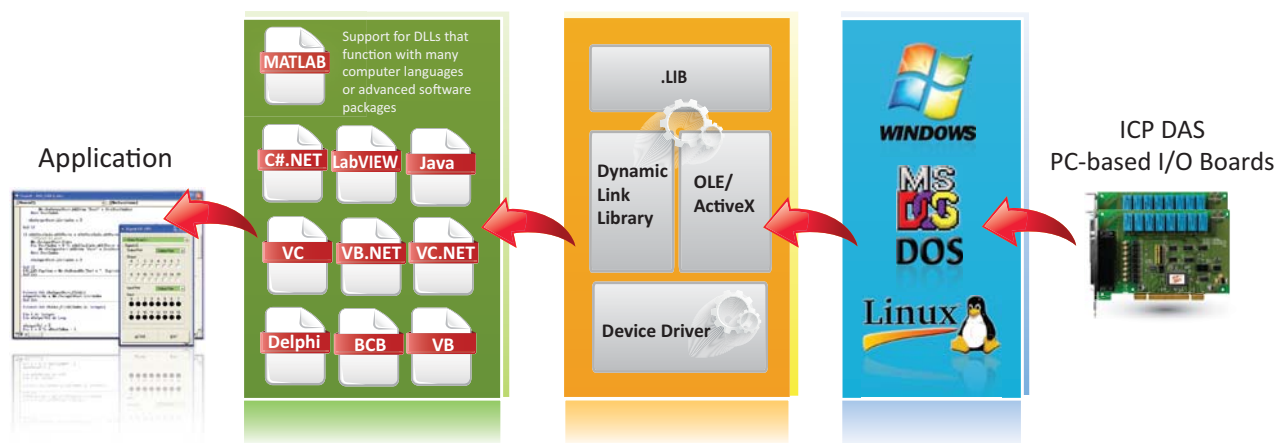 Application
MATLAB
Support for DLLs that
function with many
computer languages
or advanced software
packages
C#.NET
LabVIEW
Java
VC
VB.NET
VC.NET
Delphi
BCB
VB
.LIB
Dynamic
Link
Library
OLE/
ActiveX
Device Driver
WINDOWS
MS
DOS
DOS
Linux
ICP DAS
PC-based I/O Boards